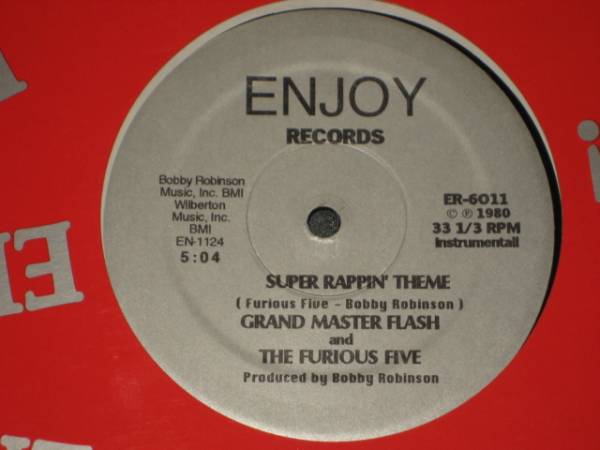 ENJOY
RECORDS
Bobby Robinson
Music, Inc. BMI
Wilberton
Music, Inc.
BMI
EN-1124
5:04
ER-6011
© ℗ 1980
33 1/3 RPM
Instrumentall
SUPER RAPPIN' THEME
( Furious Five - Bobby Robinson )
GRAND MASTER FLASH
and
THE FURIOUS FIVE
Produced by Bobby Robinson